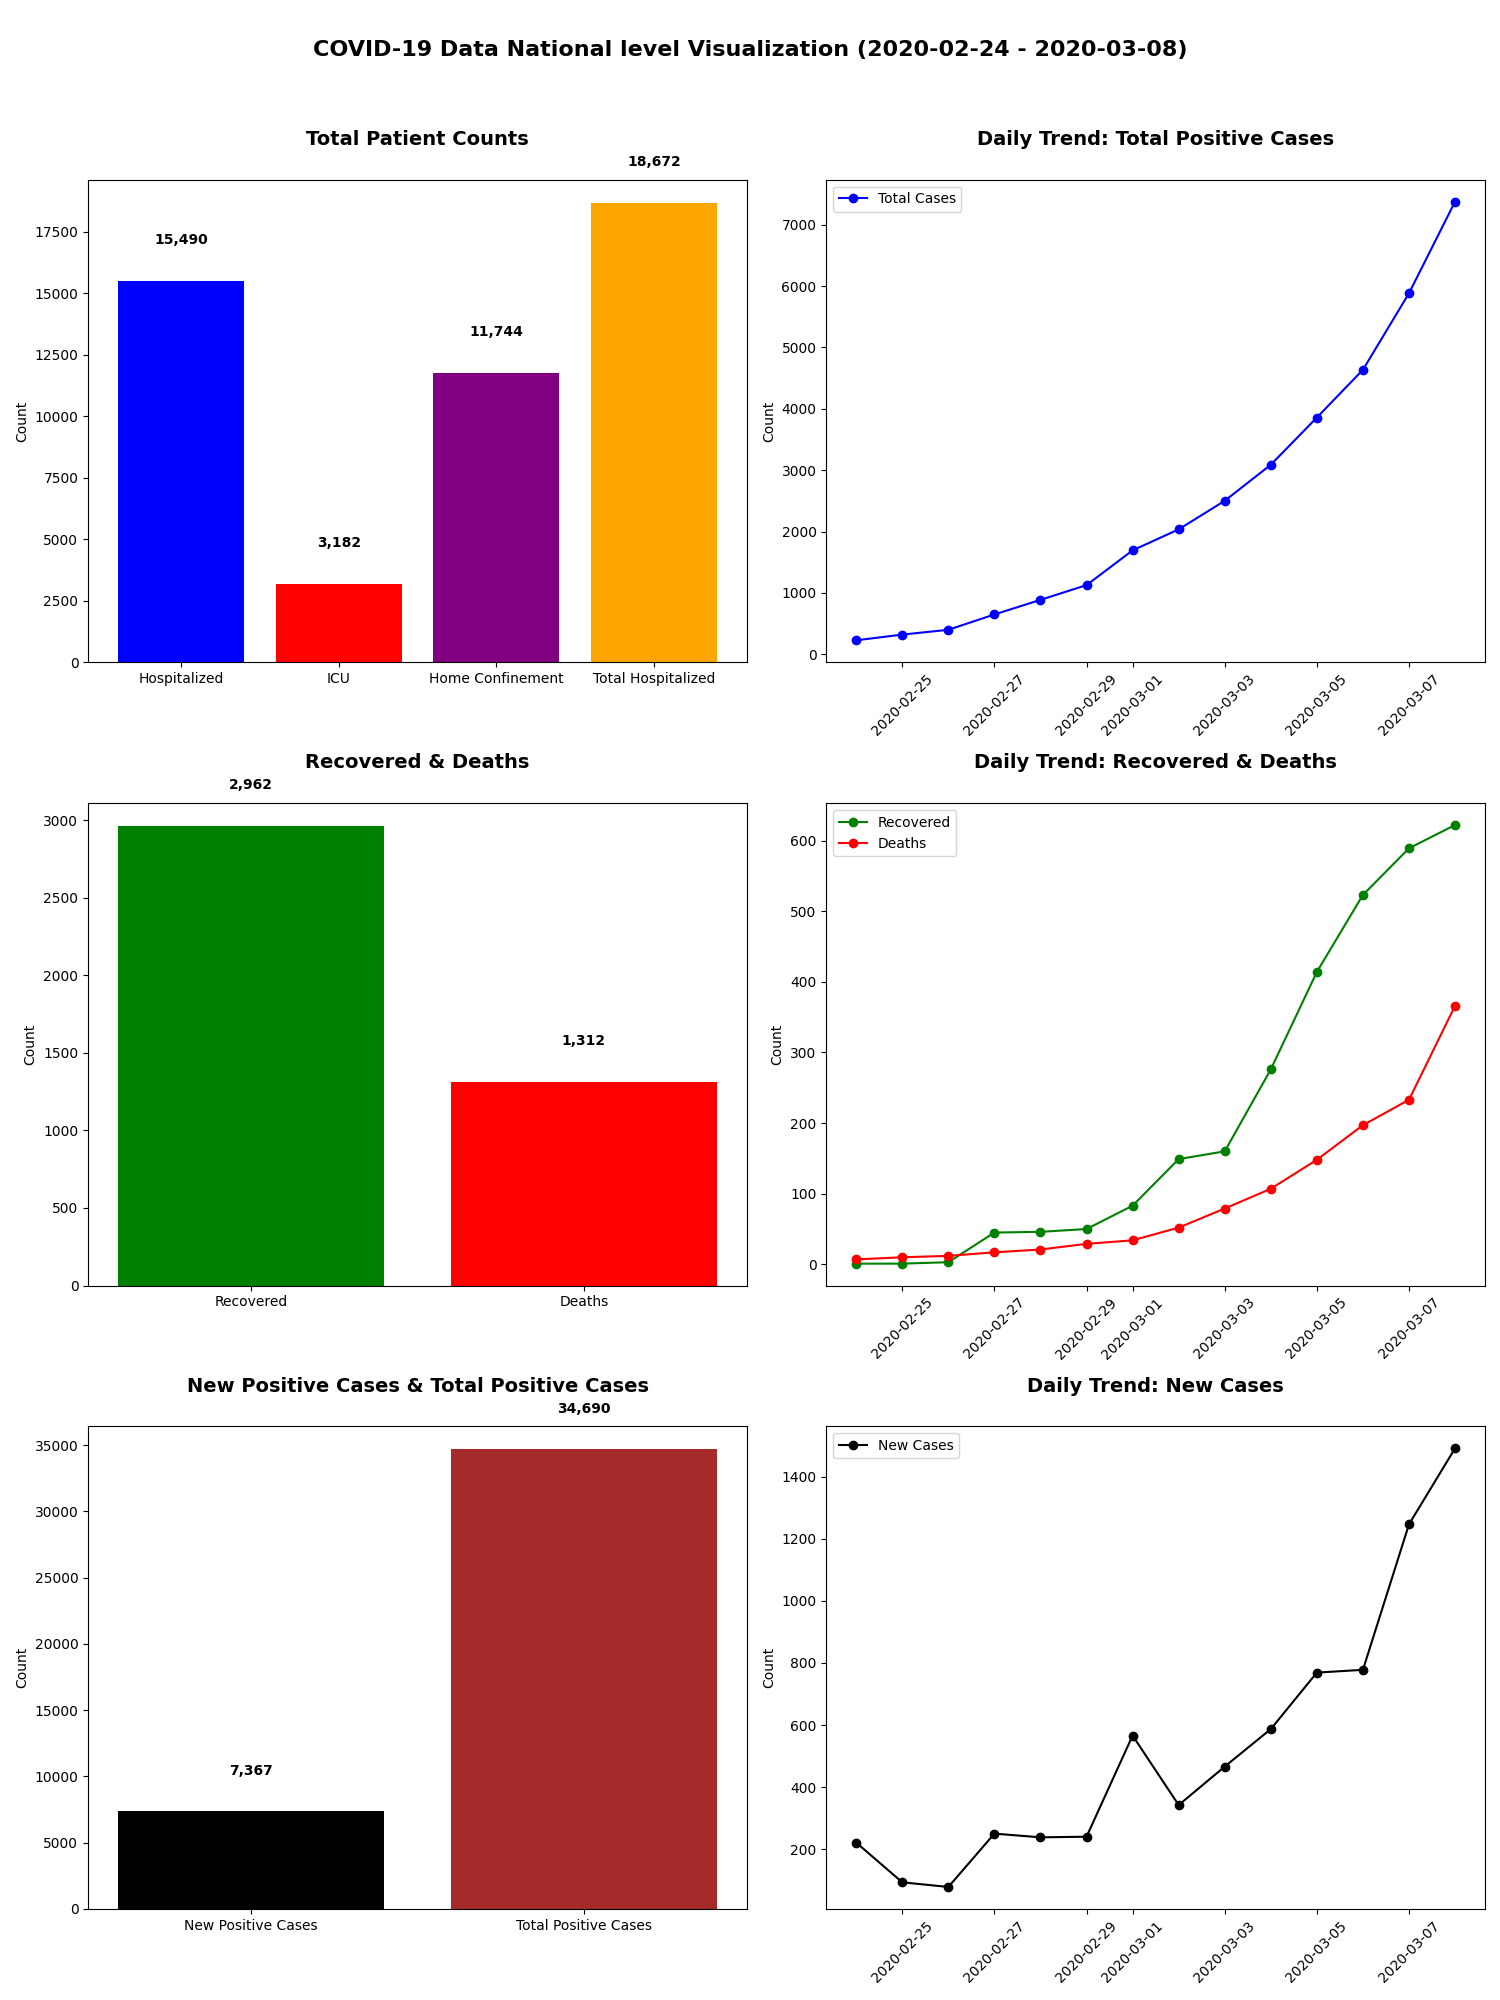 COVID-19 Data National level Visualization (2020-02-24 - 2020-03-08)
Total Patient Counts
18,672
15,490
11,744
3,182
17500
15000
12500
10000
7500
5000
2500
0
Count
Hospitalized
ICU
Home Confinement
Total Hospitalized
Daily Trend: Total Positive Cases
Total Cases
7000
6000
5000
4000
3000
2000
1000
0
Count
2020-02-25
2020-02-27
2020-02-29
2020-03-01
2020-03-03
2020-03-05
2020-03-07
Recovered & Deaths
2,962
1,312
3000
2500
2000
1500
1000
500
0
Count
Recovered
Deaths
Daily Trend: Recovered & Deaths
Recovered
Deaths
600
500
400
300
200
100
0
Count
2020-02-25
2020-02-27
2020-02-29
2020-03-01
2020-03-03
2020-03-05
2020-03-07
New Positive Cases & Total Positive Cases
34,690
7,367
35000
30000
25000
20000
15000
10000
5000
0
Count
New Positive Cases
Total Positive Cases
Daily Trend: New Cases
New Cases
1400
1200
1000
800
600
400
200
Count
2020-02-25
2020-02-27
2020-02-29
2020-03-01
2020-03-03
2020-03-05
2020-03-07